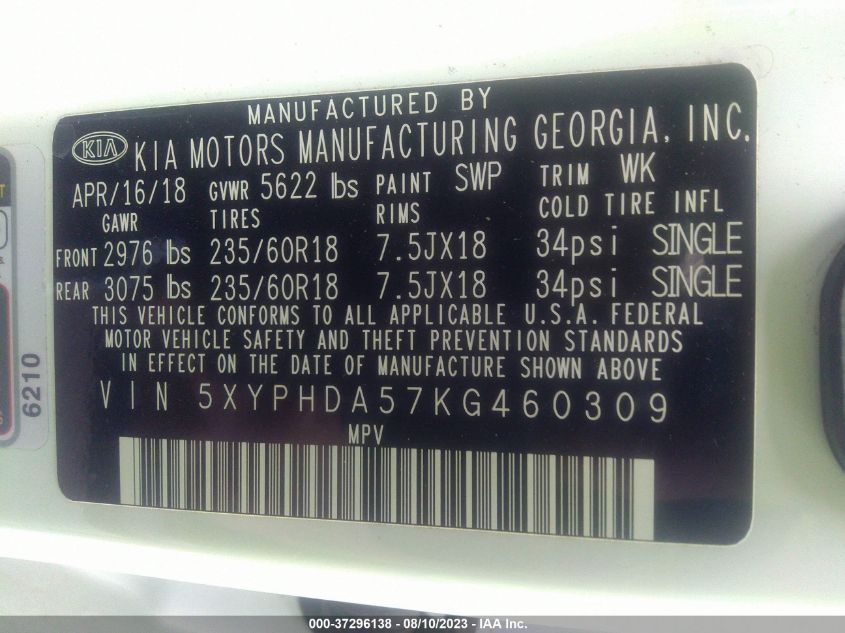 MANUFACTURED BY
KIA KIA MOTORS MANUFACTURING GEORGIA, INC.
APR/16/18 GVWR 5622 lbs PAINT SWP TRIM WK
GAWR TIRES RIMS COLD TIRE INFL
FRONT 2976 lbs 235/60R18 7.5JX18 34psi SINGLE
REAR 3075 lbs 235/60R18 7.5JX18 34psi SINGLE
THIS VEHICLE CONFORMS TO ALL APPLICABLE U.S.A. FEDERAL
MOTOR VEHICLE SAFETY AND THEFT PREVENTION STANDARDS
IN EFFECT ON THE DATE OF MANUFACTURE SHOWN ABOVE
VIN 5XYPHDA57KG460309
MPV
6210
000-37296138 - 08/10/2023 - IAA Inc.